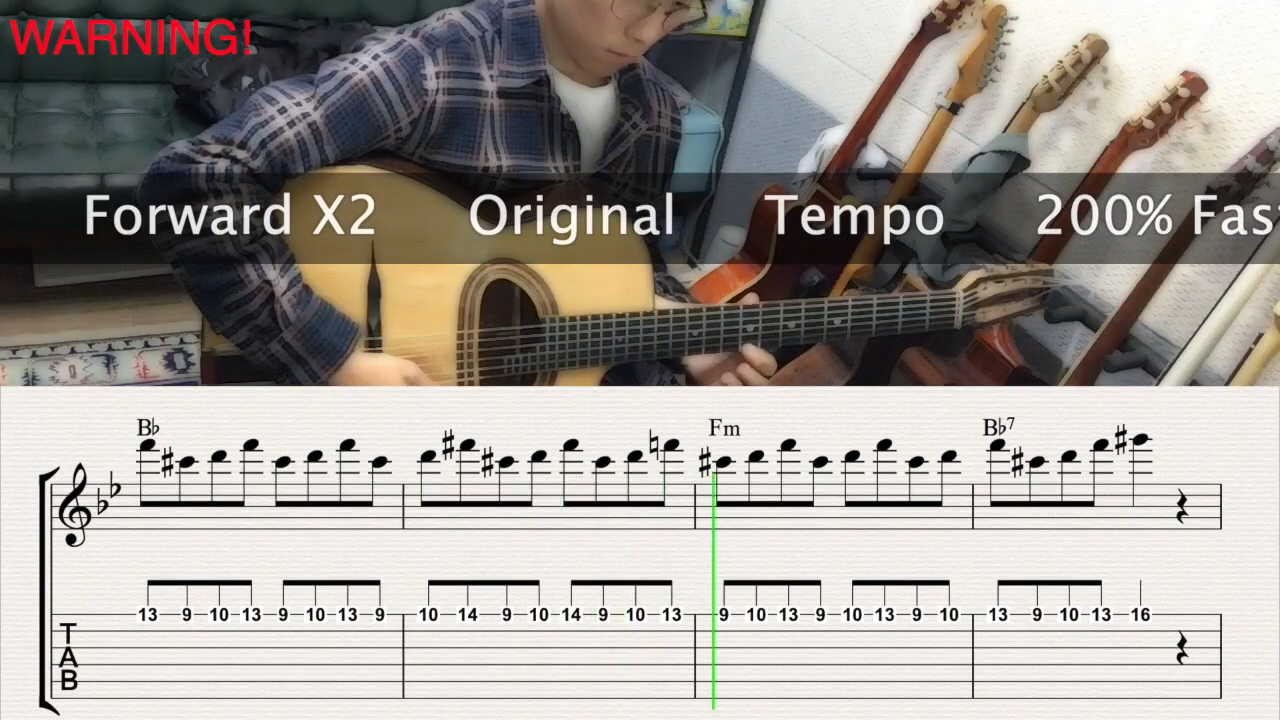 WARNING!
Forward X2 Original Tempo 200% Fas
B♭ Fm B♭7
13 9 10 13 9 10 13 9 10 14 9 10 14 9 10 13 9 10 13 9 10 13 9 10 13 9 10 13 16
T
A
B